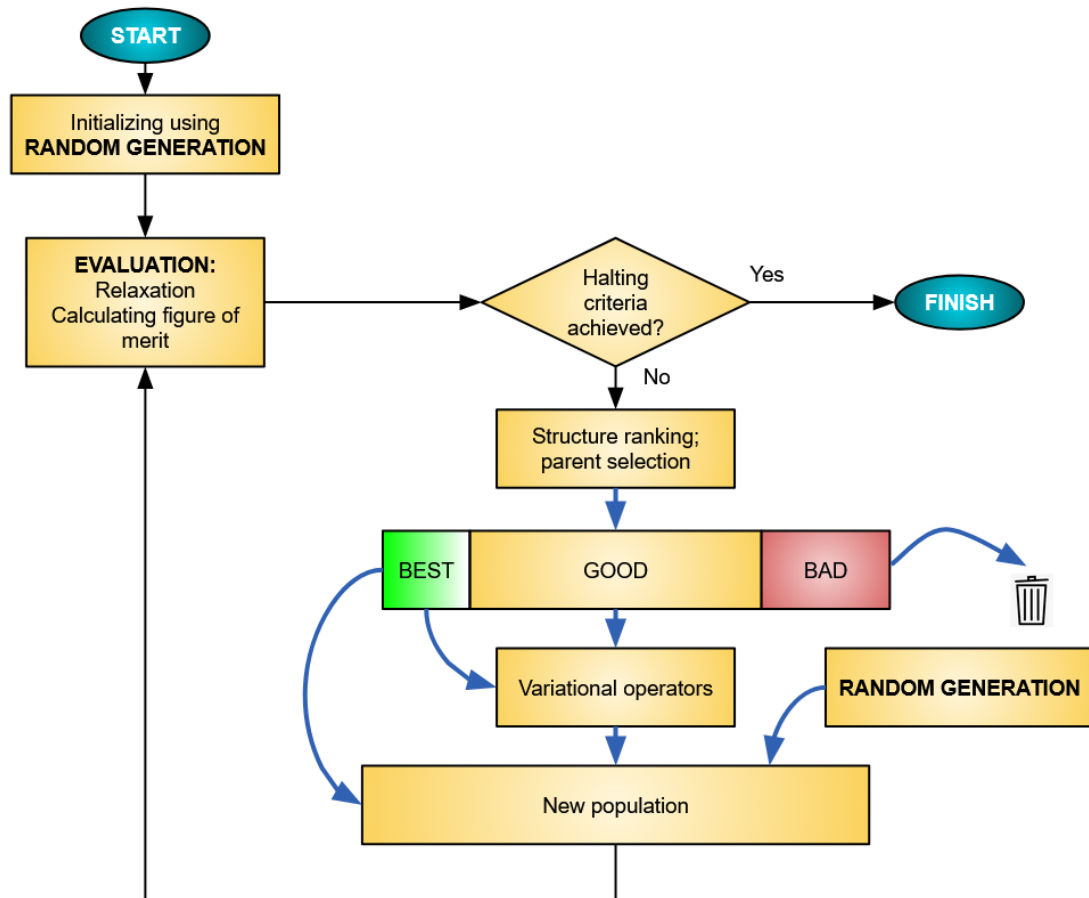 START
Initializing using
RANDOM GENERATION
EVALUATION:
Relaxation
Calculating figure of
merit
Halting
criteria
achieved?
Yes
FINISH
No
Structure ranking;
parent selection
BEST
GOOD
BAD
Variational operators
RANDOM GENERATION
New population